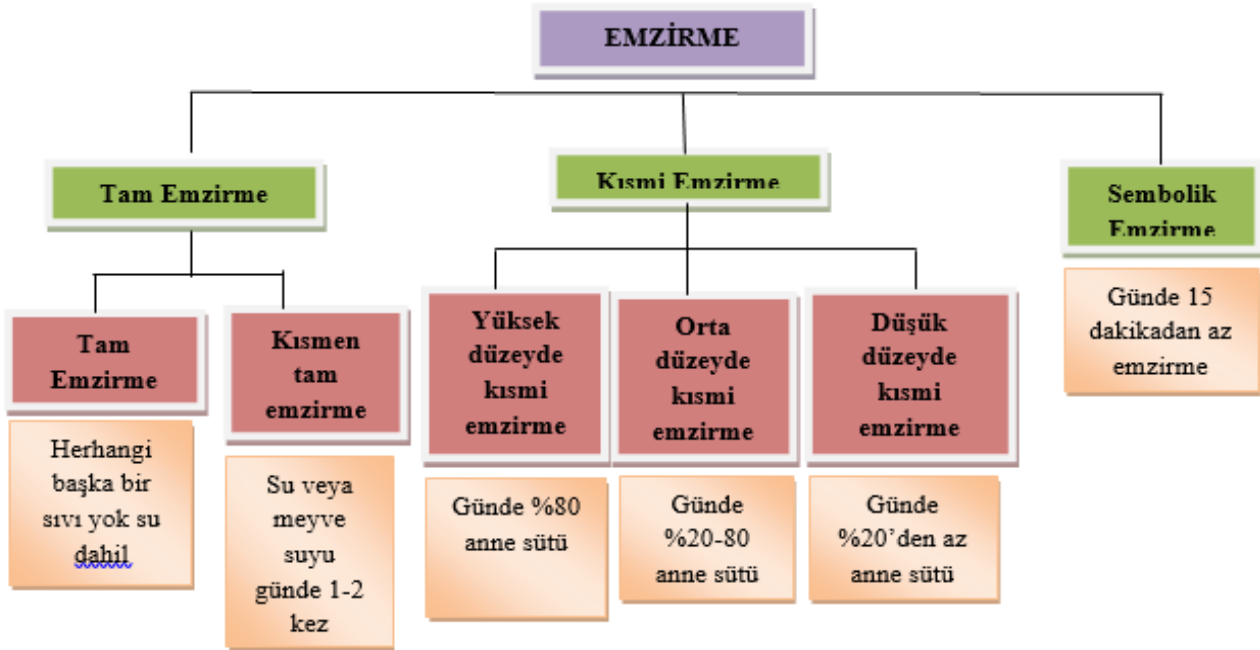 EMZİRME
Tam Emzirme
Kısmi Emzirme
Sembolik
Emzirme
Tam
Emzirme
Kısmen
tam
emzirme
Yüksek
düzeyde
kısmi
emzirme
Orta
düzeyde
kısmi
emzirme
Düşük
düzeyde
kısmi
emzirme
Günde 15
dakikadan az
emzirme
Herhangi
başka bir
sıvı yok su
dahil
Su veya
meyve
suyu
günde 1-2
kez
Günde %80
anne sütü
Günde
%20-80
anne sütü
Günde
%20’den az
anne sütü